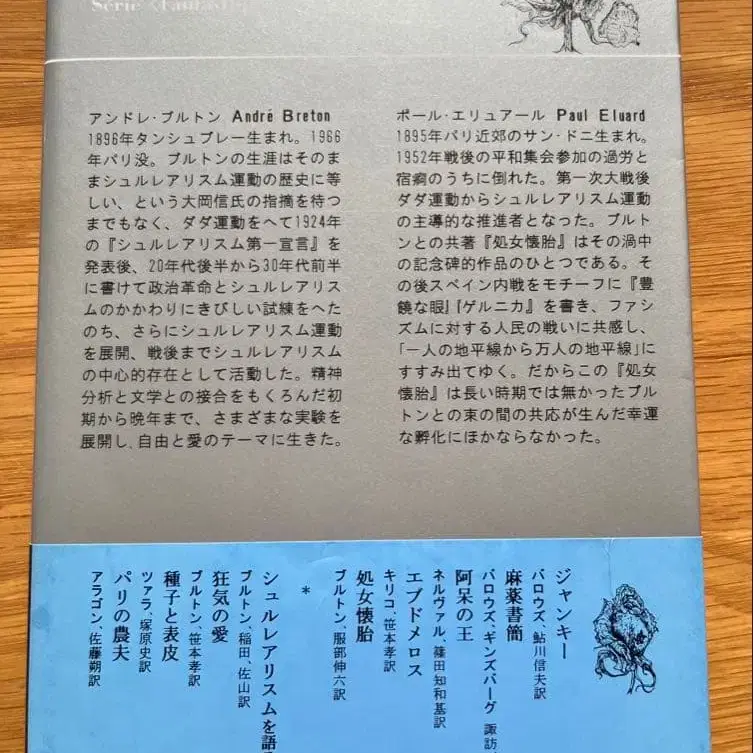 Série
アンドレ・ブルトン André Breton
1896年タンシュブレー生まれ。1966
年パリ没。ブルトンの生涯はそのま
まシュルレアリスム運動の歴史に等
しい、という大岡信氏の指摘を待つ
までもなく、ダダ運動をへて1924年
の『シュルレアリスム第一宣言』を
発表後、20年代後半から30年代前半
に書けて政治革命とシュルレアリス
ムのかかわりにきびしい試練をへた
のち、さらにシュルレアリスム運動
を展開、戦後までシュルレアリスム
の中心的存在として活動した。精神
分析と文学との接合をもくろんだ初
期から晩年まで、さまざまな実験を
展開し、自由と愛のテーマに生きた。
ポール・エリュアール Paul Eluard
1895年パリ近郊のサン・ドニ生まれ。
1952年戦後の平和集会参加の過労と
宿痾のうちに倒れた。第一次大戦後
ダダ運動からシュルレアリスム運動
の主導的な推進者となった。ブルト
ンとの共著『処女懐胎』はその渦中
の記念碑的作品のひとつである。そ
の後スペイン内戦をモチーフに『豊
饒な眼』『ゲルニカ』を書き、ファシ
ズムに対する人民の戦いに共感し、
「一人の地平線から万人の地平線」に
すすみ出てゆく。だからこの『処女
懐胎』は長い時期では無かったブル
トンとの束の間の共応が生んだ幸運
な孵化にほかならなかった。
ジャンキー
バロウズ、鮎川信夫訳
麻薬書簡
バロウズ、ギンズバーグ 諏訪
阿呆の王
ネルヴァル、篠田知和基訳
エブドメロス
キリコ、笹本孝訳
処女懐胎
ブルトン、服部伸六訳
*
シュルレアリスムを語
ブルトン、稲田、佐山訳
狂気の愛
ブルトン、笹本孝訳
種子と表皮
ツァラ、塚原史訳
パリの農夫
アラゴン、佐藤朔訳